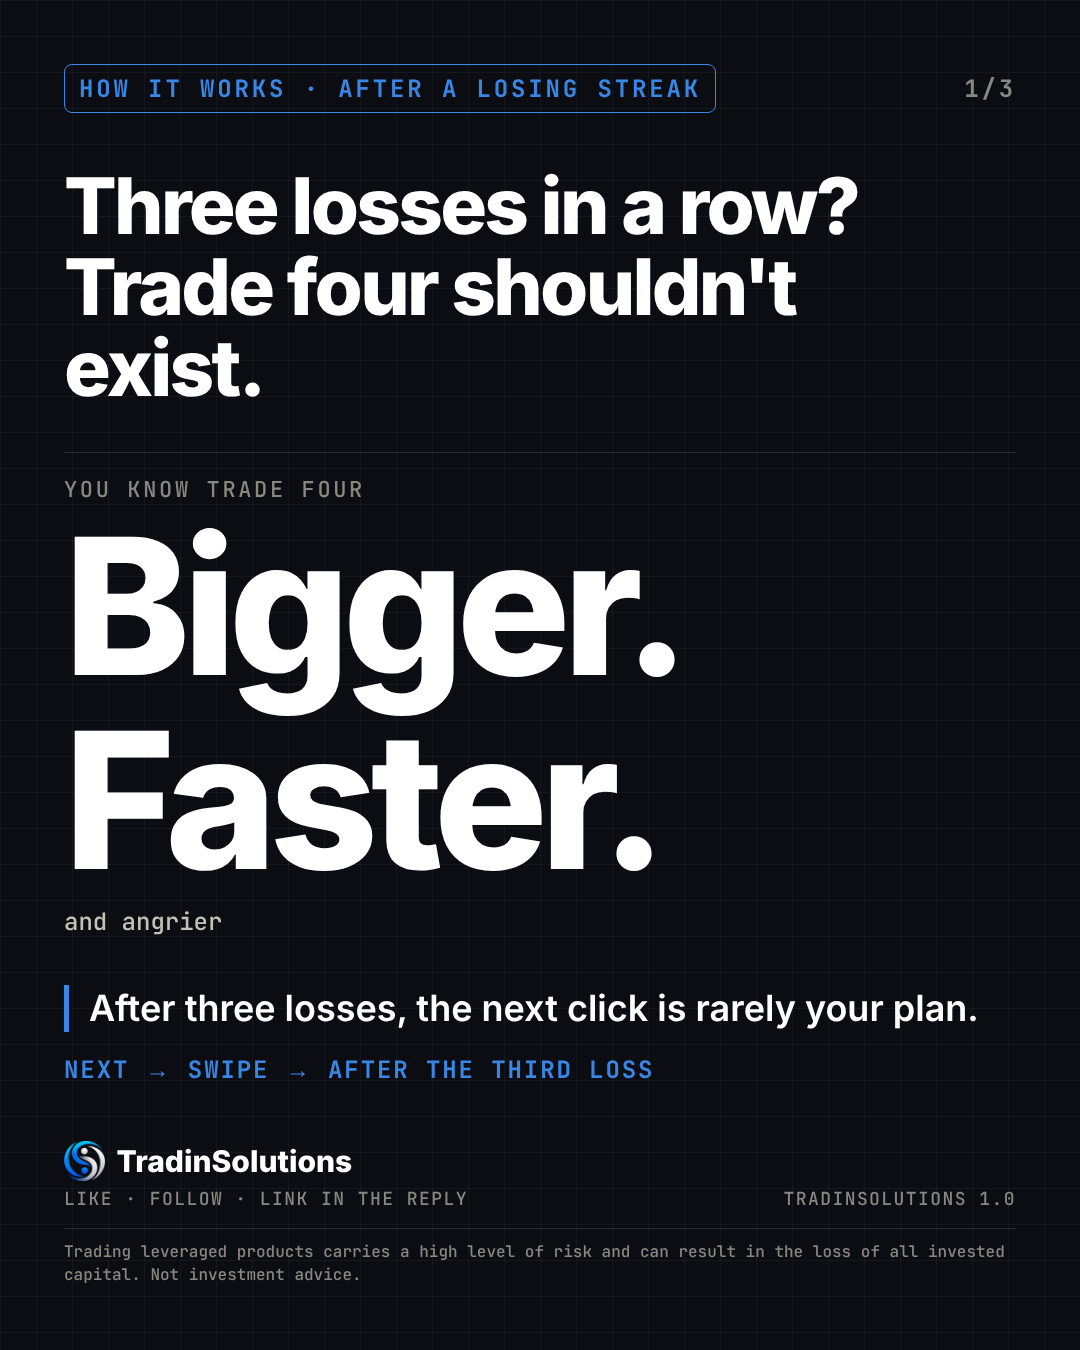 HOW IT WORKS · AFTER A LOSING STREAK
1/3
Three losses in a row?
Trade four shouldn't
exist.
YOU KNOW TRADE FOUR
Bigger.
Faster.
and angrier
After three losses, the next click is rarely your plan.
NEXT → SWIPE → AFTER THE THIRD LOSS
TradinSolutions
LIKE · FOLLOW · LINK IN THE REPLY
TRADINSOLUTIONS 1.0
Trading leveraged products carries a high level of risk and can result in the loss of all invested
capital. Not investment advice.